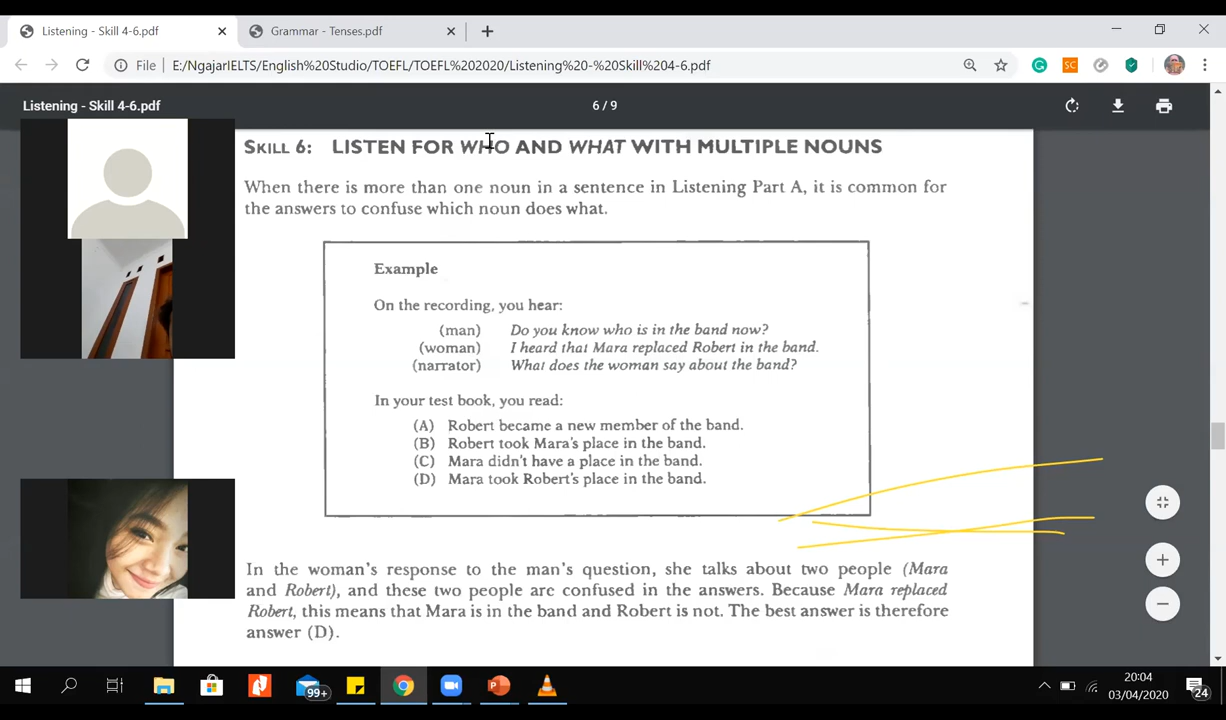 Listening - Skill 4-6.pdf
Grammar - Tenses.pdf
File
E:/NgajarIELTS/English%20Studio/TOEFL/TOEFL%202020/Listening%20-%20Skill%204-6.pdf
SC
Listening - Skill 4-6.pdf
6 / 9
SKILL 6: LISTEN FOR WHO AND WHAT WITH MULTIPLE NOUNS
When there is more than one noun in a sentence in Listening Part A, it is common for
the answers to confuse which noun does what.
Example
On the recording, you hear:
(man) Do you know who is in the band now?
(woman) I heard that Mara replaced Robert in the band.
(narrator) What does the woman say about the band?
In your test book, you read:
(A) Robert became a new member of the band.
(B) Robert took Mara's place in the band.
(C) Mara didn't have a place in the band.
(D) Mara took Robert's place in the band.
In the woman's response to the man's question, she talks about two people (Mara
and Robert), and these two people are confused in the answers. Because Mara replaced
Robert, this means that Mara is in the band and Robert is not. The best answer is therefore
answer (D).
99+
20:04
03/04/2020
24